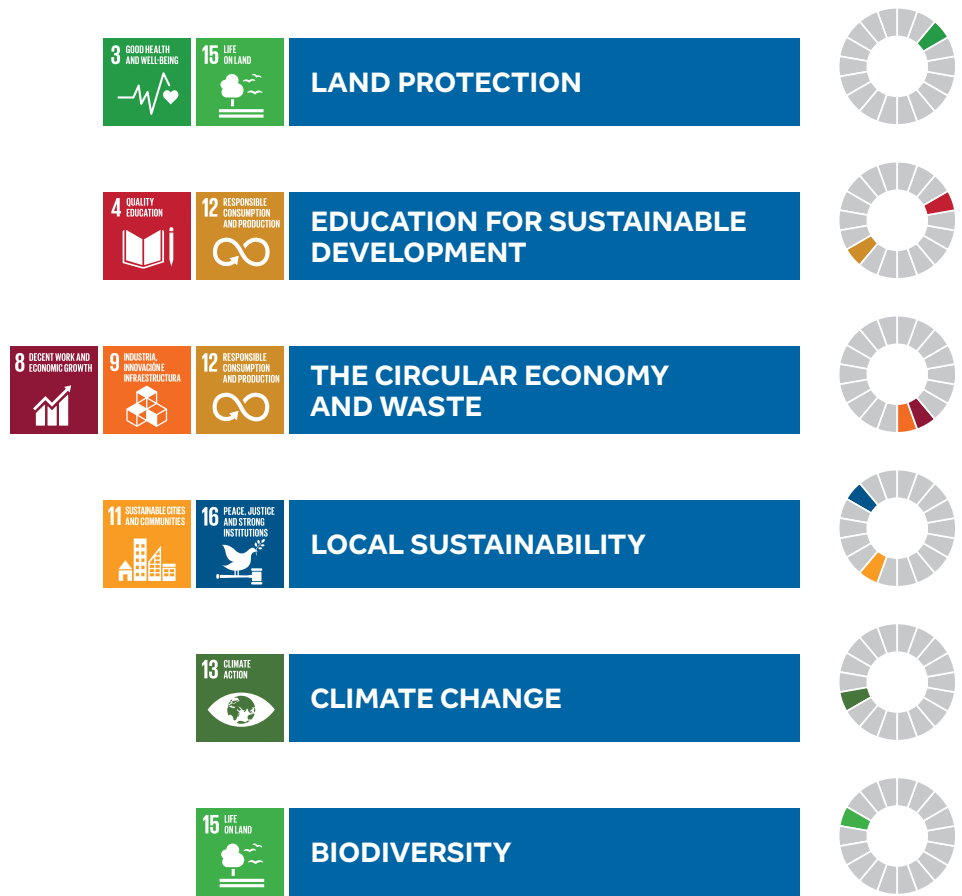 3 GOOD HEALTH
AND WELL-BEING
15 LIFE
ON LAND
LAND PROTECTION
4 QUALITY
EDUCATION
12 RESPONSIBLE
CONSUMPTION
AND PRODUCTION
EDUCATION FOR SUSTAINABLE
DEVELOPMENT
8 DECENT WORK AND
ECONOMIC GROWTH
9 INDUSTRIA,
INNOVACIÓN E
INFRAESTRUCTURA
12 RESPONSIBLE
CONSUMPTION
AND PRODUCTION
THE CIRCULAR ECONOMY
AND WASTE
11 SUSTAINABLE CITIES
AND COMMUNITIES
16 PEACE, JUSTICE
AND STRONG
INSTITUTIONS
LOCAL SUSTAINABILITY
13 CLIMATE
ACTION
CLIMATE CHANGE
15 LIFE
ON LAND
BIODIVERSITY